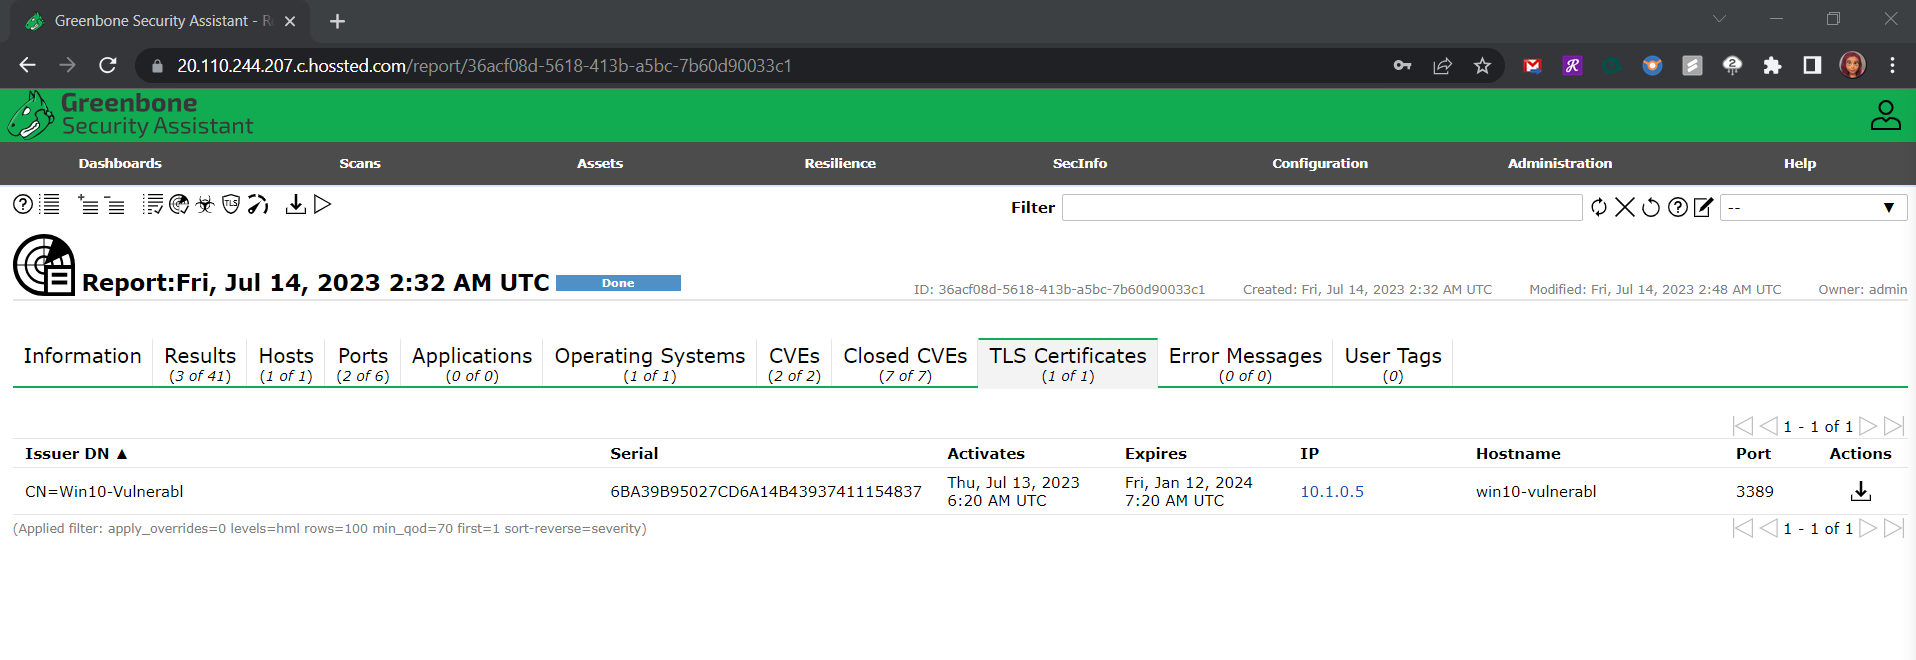 Greenbone Security Assistant - R
20.110.244.207.c.hossted.com/report/36acf08d-5618-413b-a5bc-7b60d90033c1
Greenbone
Security Assistant
Dashboards Scans Assets Resilience SecInfo Configuration Administration Help
TLS
Filter --
Report:Fri, Jul 14, 2023 2:32 AM UTC Done
ID: 36acf08d-5618-413b-a5bc-7b60d90033c1 Created: Fri, Jul 14, 2023 2:32 AM UTC Modified: Fri, Jul 14, 2023 2:48 AM UTC Owner: admin
Information Results Hosts Ports Applications Operating Systems CVEs Closed CVEs TLS Certificates Error Messages User Tags
(3 of 41) (1 of 1) (2 of 6) (0 of 0) (1 of 1) (2 of 2) (7 of 7) (1 of 1) (0 of 0) (0)
1 - 1 of 1
Issuer DN ▲ Serial Activates Expires IP Hostname Port Actions
CN=Win10-Vulnerabl 6BA39B95027CD6A14B43937411154837 Thu, Jul 13, 2023 Fri, Jan 12, 2024 10.1.0.5 win10-vulnerabl 3389
6:20 AM UTC 7:20 AM UTC
(Applied filter: apply_overrides=0 levels=hml rows=100 min_qod=70 first=1 sort-reverse=severity) 1 - 1 of 1